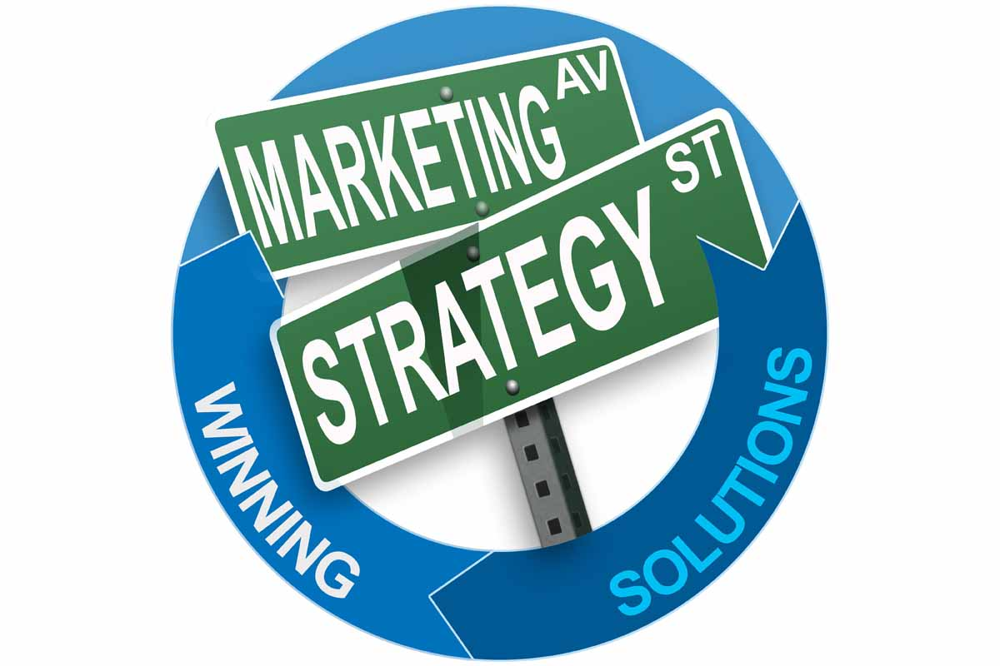 MARKETING AV
STRATEGY ST
WINNING
SOLUTIONS